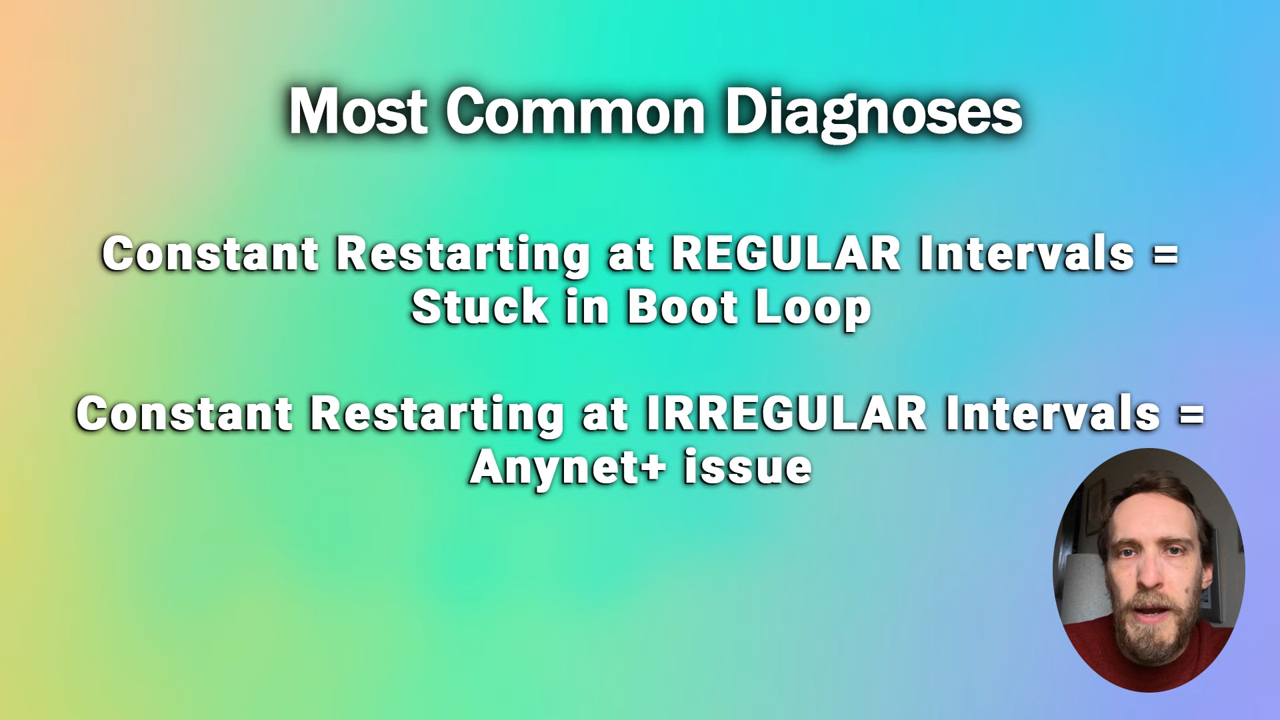 Most Common Diagnoses
Constant Restarting at REGULAR Intervals =
Stuck in Boot Loop
Constant Restarting at IRREGULAR Intervals =
Anynet+ issue